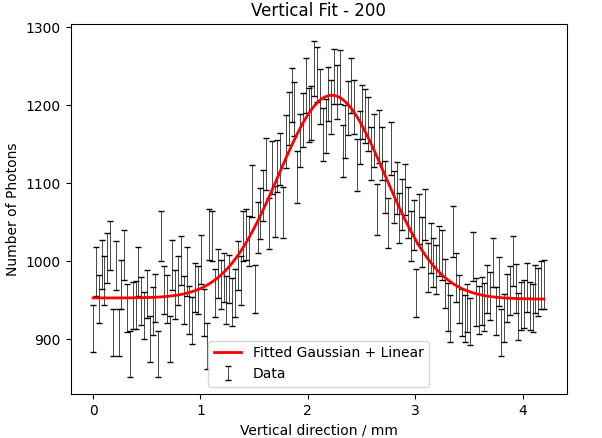 Vertical Fit - 200
Number of Photons
1300
1200
1100
1000
900
Fitted Gaussian + Linear
Data
0 1 2 3 4
Vertical direction / mm